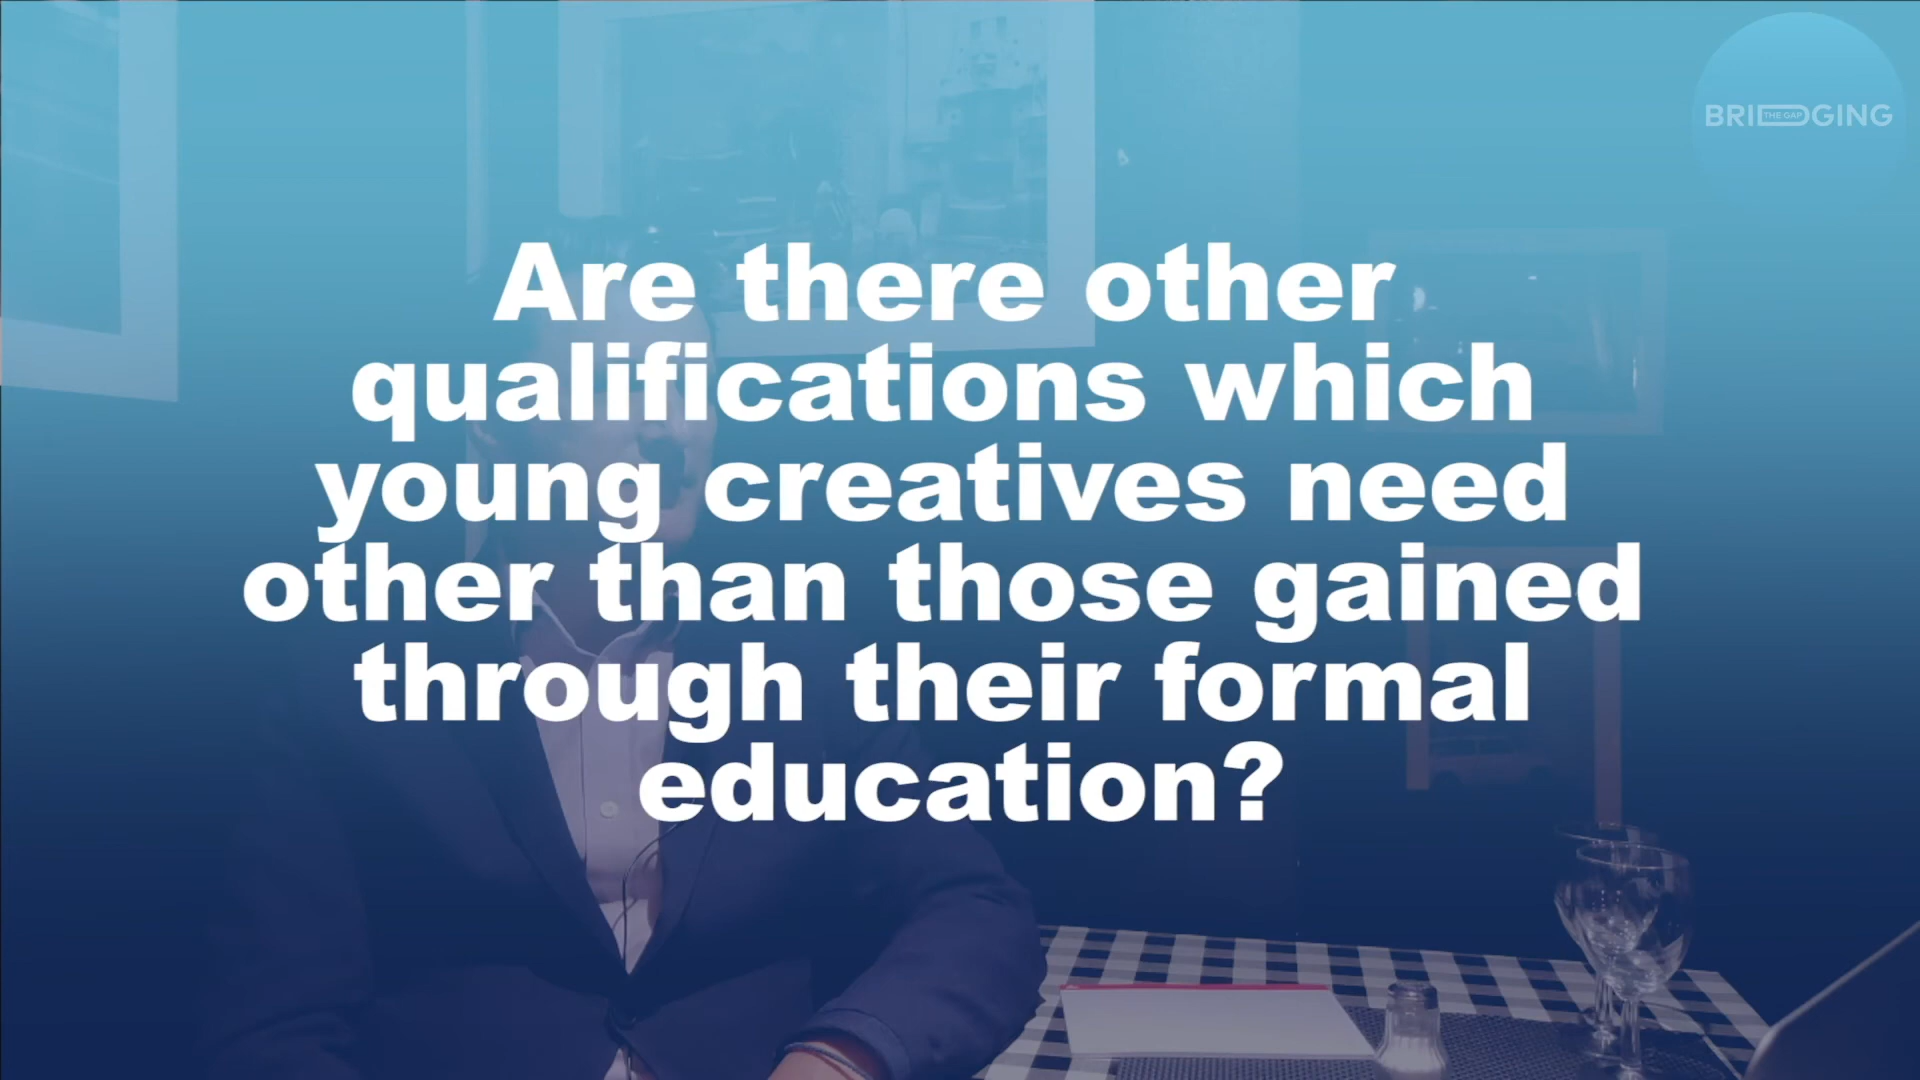 BRIDGING
THE GAP
Are there other
qualifications which
young creatives need
other than those gained
through their formal
education?